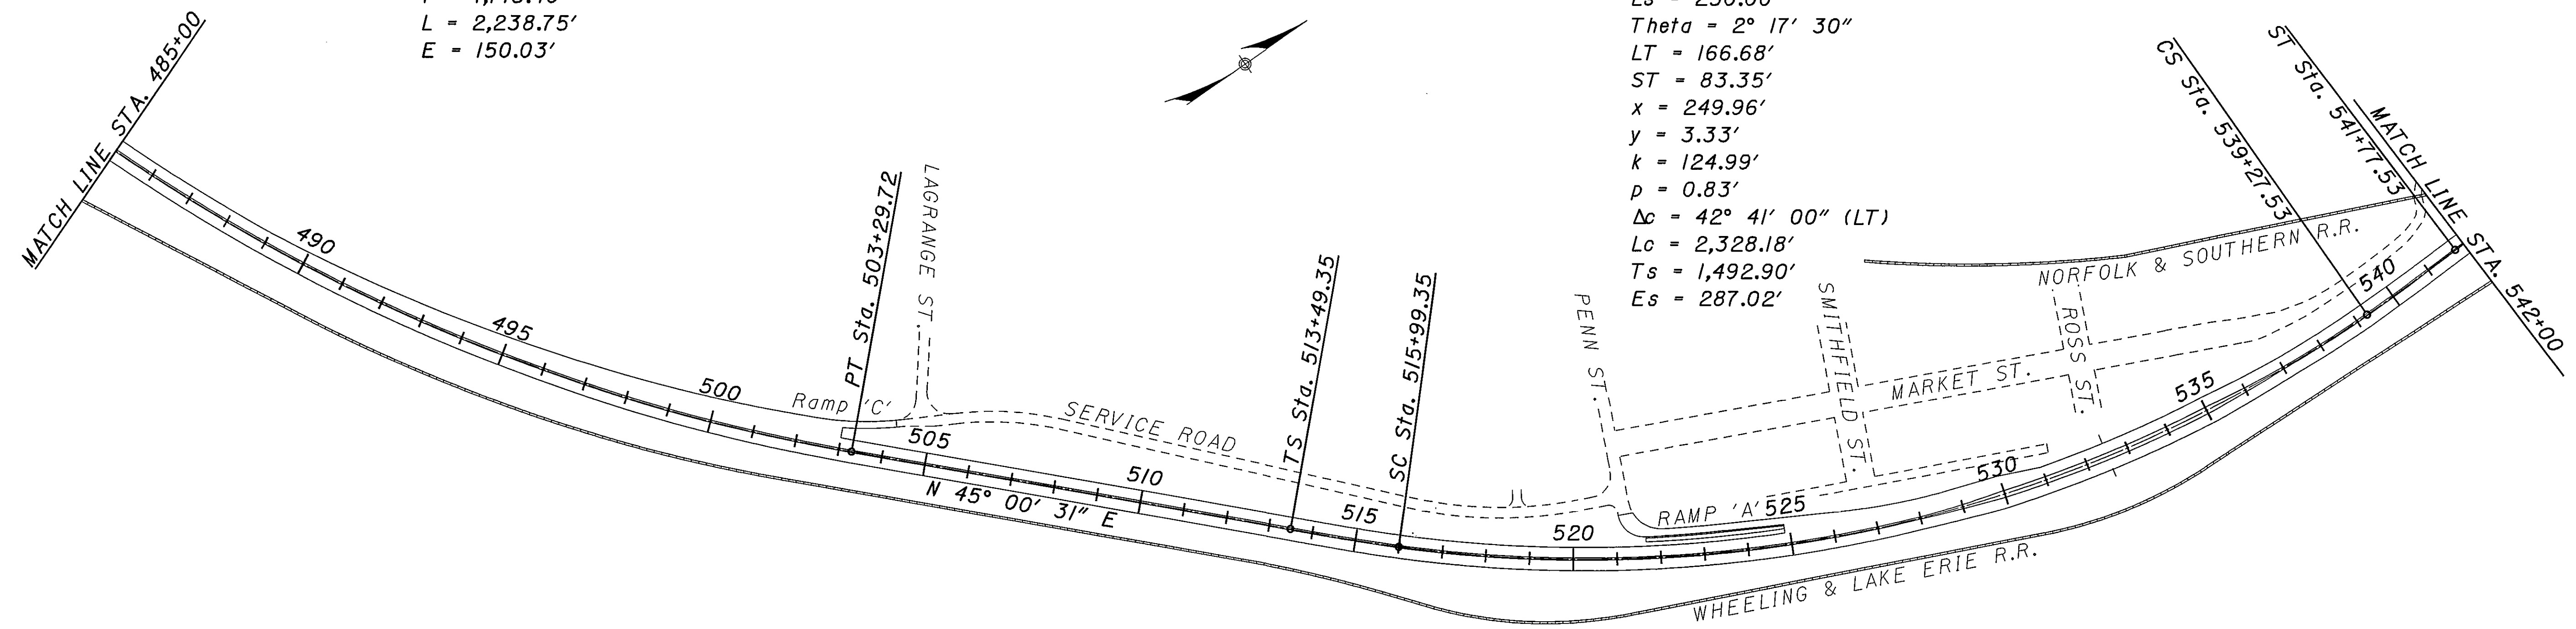 L = 2,238.75'
E = 150.03'
Theta = 2° 17' 30"
LT = 166.68'
ST = 83.35'
x = 249.96'
y = 3.33'
k = 124.99'
p = 0.83'
Δc = 42° 41' 00" (LT)
Lc = 2,328.18'
Ts = 1,492.90'
Es = 287.02'
MATCH LINE STA. 485+00
490
495
500
Ramp 'C'
PT Sta. 503+29.72
LAGRANGE ST.
505
SERVICE ROAD
N 45° 00' 31" E
510
TS Sta. 513+49.35
515
SC Sta. 515+99.35
520
PENN ST.
RAMP 'A'
525
SMITHFIELD ST.
MARKET ST.
ROSS ST.
530
535
NORFOLK & SOUTHERN R.R.
WHEELING & LAKE ERIE R.R.
CS Sta. 539+27.53
540
ST Sta. 541+77.53
MATCH LINE STA. 542+00